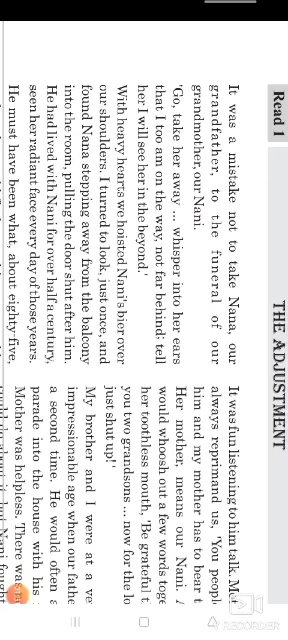 Read 1
THE ADJUSTMENT
It was a mistake not to take Nana, our
grandfather, to the funeral of our
grandmother, our Nani.
'Go, take her away ... whisper into her ears
that I too am on the way, not far behind; tell
her I will see her in the beyond.'
With heavy hearts we hoisted Nani's bier over
our shoulders. I turned to look, just once, and
found Nana stepping away from the balcony
into the room, pulling the door shut after him.
He had lived with Nani for over half a century,
seen her radiant face every day of those years.
He must have been what, about eighty-five,
It was fun listening to him talk.
always reprimand us, 'You
him and my mother has to bear
Her mother, means our Nani.
would whoosh out a few words
her toothless mouth, 'Be grateful
you two grandsons ... now for the
just shut up!'
My brother and I were at a
impressionable age when our
a second time. He would often
parade into the house with his
Mother was helpless. There was
RECORDER